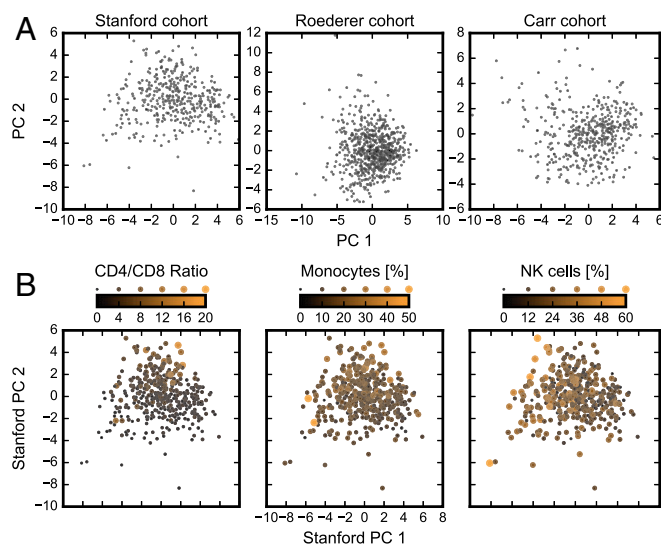 A
Stanford cohort Roederer cohort Carr cohort
6 4 2 0 −2 −4 −6 −8 −10
12 10 8 6 4 2 0 −2 −4 −6
8 6 4 2 0 −2 −4 −6 −8
PC 2
−10 −8 −6 −4 −2 0 2 4 6
−15 −10 −5 0 5 10
−10 −8 −6 −4 −2 0 2 4 6
PC 1
B
CD4/CD8 Ratio Monocytes [%] NK cells [%]
0 4 8 12 16 20
0 10 20 30 40 50
0 12 24 36 48 60
6 4 2 0 −2 −4 −6 −8 −10
Stanford PC 2
−10 −8 −6 −4 −2 0 2 4 6 8
Stanford PC 1